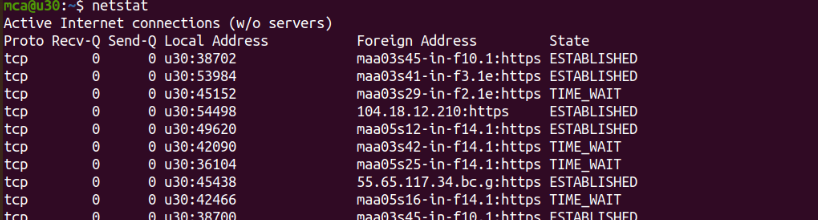 mca@u30:~$ netstat
Active Internet connections (w/o servers)
Proto Recv-Q Send-Q Local Address           Foreign Address         State
tcp        0      0 u30:38702               maa03s45-in-f10.1:https ESTABLISHED
tcp        0      0 u30:53984               maa03s41-in-f3.1e:https ESTABLISHED
tcp        0      0 u30:45152               maa03s29-in-f2.1e:https TIME_WAIT
tcp        0      0 u30:54498               104.18.12.210:https     ESTABLISHED
tcp        0      0 u30:49620               maa05s12-in-f14.1:https ESTABLISHED
tcp        0      0 u30:42090               maa03s42-in-f14.1:https TIME_WAIT
tcp        0      0 u30:36104               maa05s25-in-f14.1:https TIME_WAIT
tcp        0      0 u30:45438               55.65.117.34.bc.g:https ESTABLISHED
tcp        0      0 u30:42466               maa05s16-in-f14.1:https TIME_WAIT
tcp        0      0 u30:38700               maa03s45-in-f10.1:https ESTABLISHED